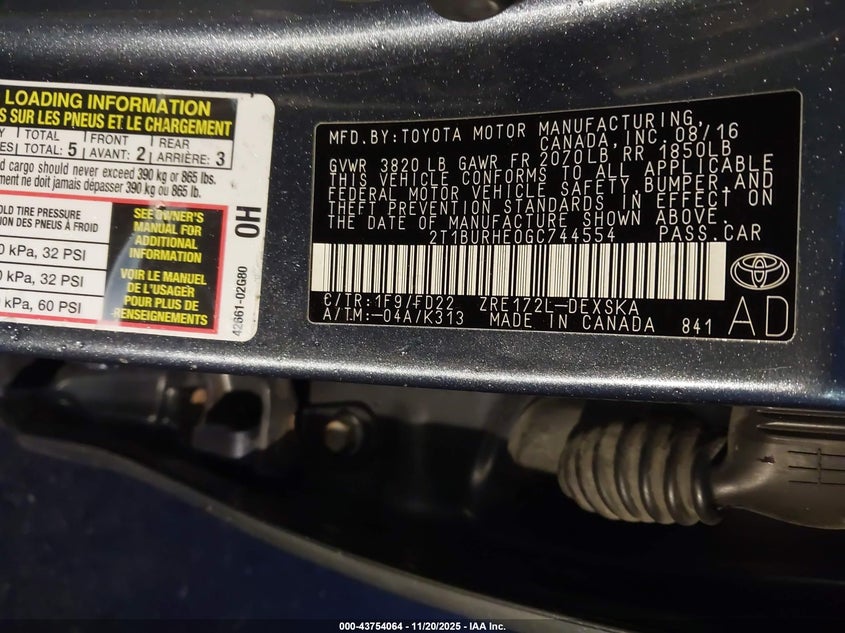 LOADING INFORMATION
S SUR LES PNEUS ET LE CHARGEMENT
TOTAL FRONT REAR
TOTAL: 5 AVANT: 2 ARRIÈRE: 3
cargo should never exceed 390 kg or 865 lbs.
ne doit jamais dépasser 390 kg ou 865 lb.
TIRE PRESSURE
DES PNEUS À FROID
kPa, 32 PSI
kPa, 32 PSI
kPa, 60 PSI
SEE OWNER'S
MANUAL FOR
ADDITIONAL
INFORMATION
VOIR LE MANUEL
DE L'USAGER
POUR PLUS DE
RENSEIGNEMENTS
0H
42661-02G80
MFD.BY:TOYOTA MOTOR MANUFACTURING,
CANADA, INC. 08/16
GVWR 3820 LB GAWR FR 2070LB RR 1850LB
THIS VEHICLE CONFORMS TO ALL APPLICABLE
FEDERAL MOTOR VEHICLE SAFETY,BUMPER,AND
THEFT PREVENTION STANDARDS IN EFFECT ON
THE DATE OF MANUFACTURE SHOWN ABOVE.
2T1BURHE0GC744554 PASS.CAR
C/TR:1F9/FD22 ZRE172L-DEXSKA
A/TM:-04A/K313 MADE IN CANADA 841
AD
000-43754064 - 11/20/2025 - IAA Inc.